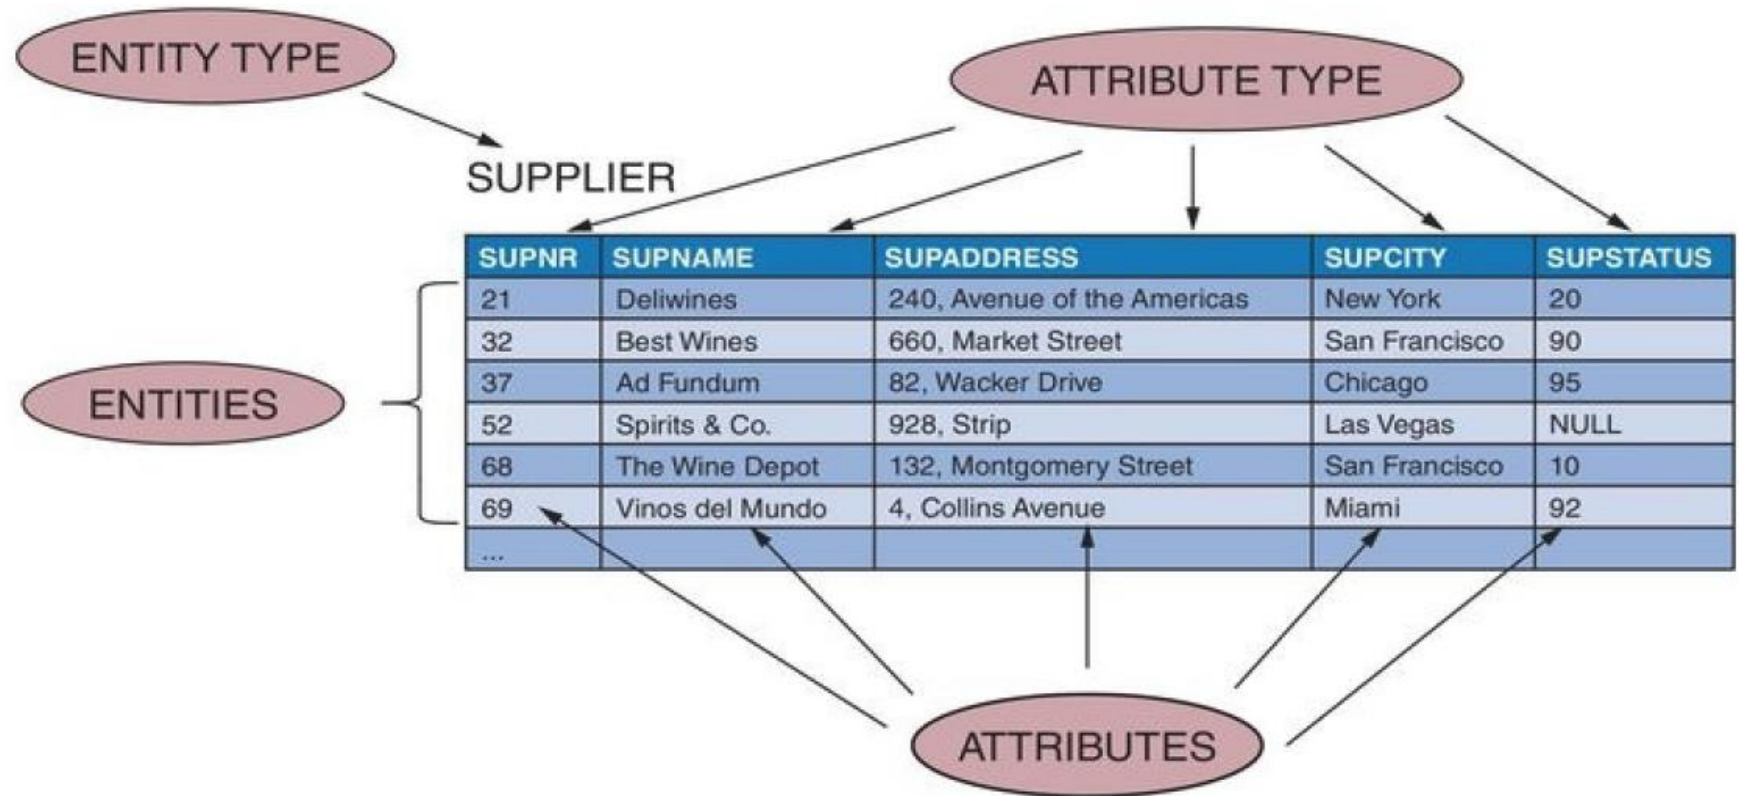 ENTITY TYPE
ATTRIBUTE TYPE
SUPPLIER
SUPNR SUPNAME SUPADDRESS SUPCITY SUPSTATUS
21 Deliwines 240, Avenue of the Americas New York 20
32 Best Wines 660, Market Street San Francisco 90
37 Ad Fundum 82, Wacker Drive Chicago 95
ENTITIES
52 Spirits & Co. 928, Strip Las Vegas NULL
68 The Wine Depot 132, Montgomery Street San Francisco 10
69 Vinos del Mundo 4, Collins Avenue Miami 92
...
ATTRIBUTES